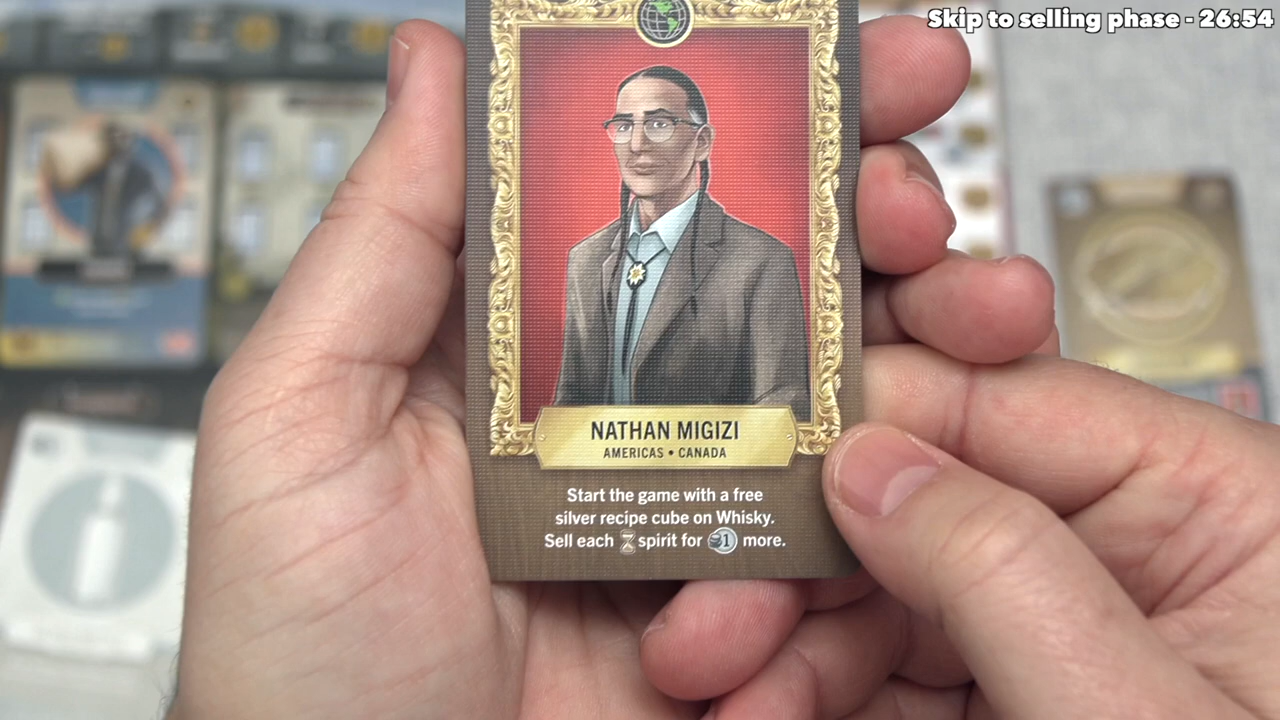 Skip to selling phase - 26:54
NATHAN MIGIZI
AMERICAS • CANADA
Start the game with a free
silver recipe cube on Whisky.
Sell each spirit for 1 more.